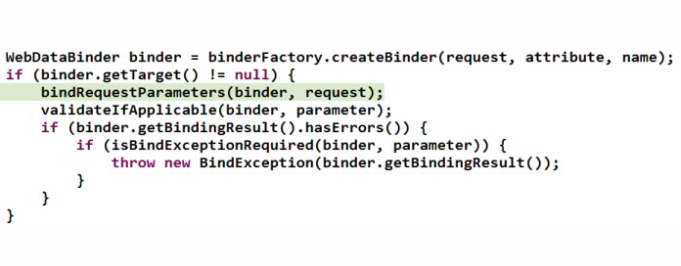 WebDataBinder binder = binderFactory.createBinder(request, attribute, name);
if (binder.getTarget() != null) {
    bindRequestParameters(binder, request);
    validateIfApplicable(binder, parameter);
    if (binder.getBindingResult().hasErrors()) {
        if (isBindExceptionRequired(binder, parameter)) {
            throw new BindException(binder.getBindingResult());
        }
    }
}